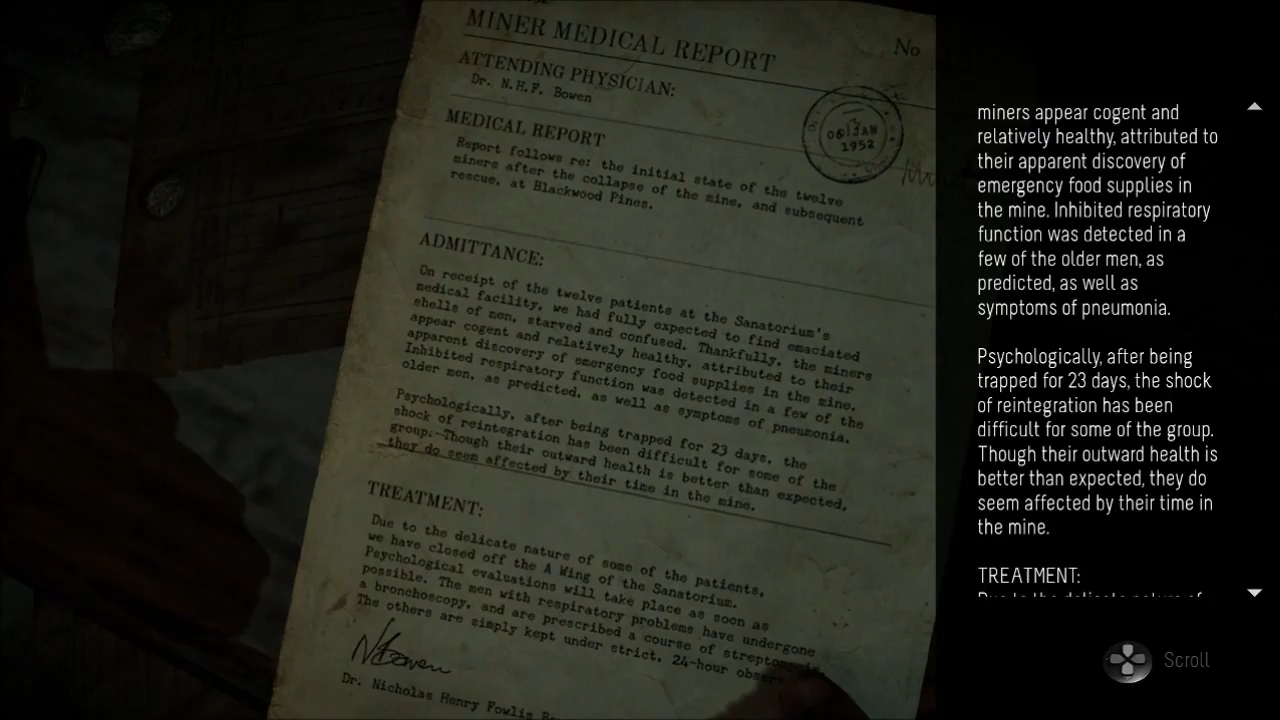 MINER MEDICAL REPORT
No
ATTENDING PHYSICIAN:
Dr. N.H.F. Bowen
06 JAN
1952
MEDICAL REPORT
Report follows re: the initial state of the twelve
miners after the collapse of the mine, and subsequent
rescue, at Blackwood Pines.
ADMITTANCE:
On receipt of the twelve patients at the Sanatorium's
medical facility, we had fully expected to find emaciated
shells of men, starved and confused. Thankfully, the miners
appear cogent and relatively healthy, attributed to their
apparent discovery of emergency food supplies in the mine.
Inhibited respiratory function was detected in a few of the
older men, as predicted, as well as symptoms of pneumonia.
Psychologically, after being trapped for 23 days, the
shock of reintegration has been difficult for some of the
group. Though their outward health is better than expected,
they do seem affected by their time in the mine.
TREATMENT:
Due to the delicate nature of some of the patients,
we have closed off the A Wing of the Sanatorium.
Psychological evaluations will take place as soon as
possible. The men with respiratory problems have undergone
a bronchoscopy, and are prescribed a course of
The others are simply kept under strict, 24-hour
NBowen
Dr. Nicholas Henry Fowlis
miners appear cogent and
relatively healthy, attributed to
their apparent discovery of
emergency food supplies in
the mine. Inhibited respiratory
function was detected in a
few of the older men, as
predicted, as well as
symptoms of pneumonia.
Psychologically, after being
trapped for 23 days, the shock
of reintegration has been
difficult for some of the group.
Though their outward health is
better than expected, they do
seem affected by their time in
the mine.
TREATMENT:
Due to the delicate nature of
Scroll